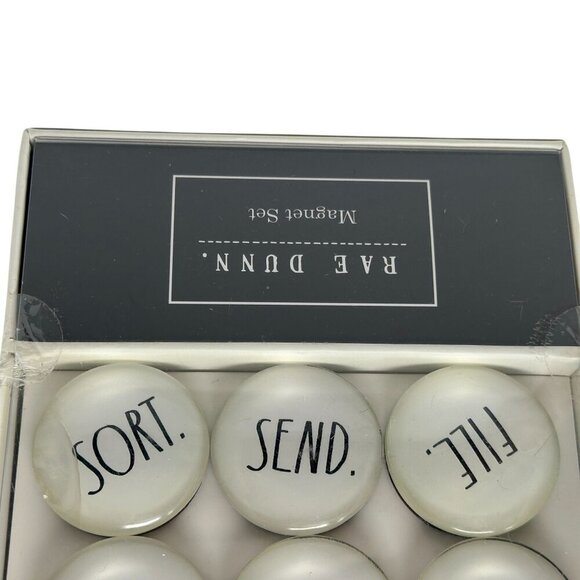 RAE DUNN.
Magnet Set
SORT.
SEND.
FILE.